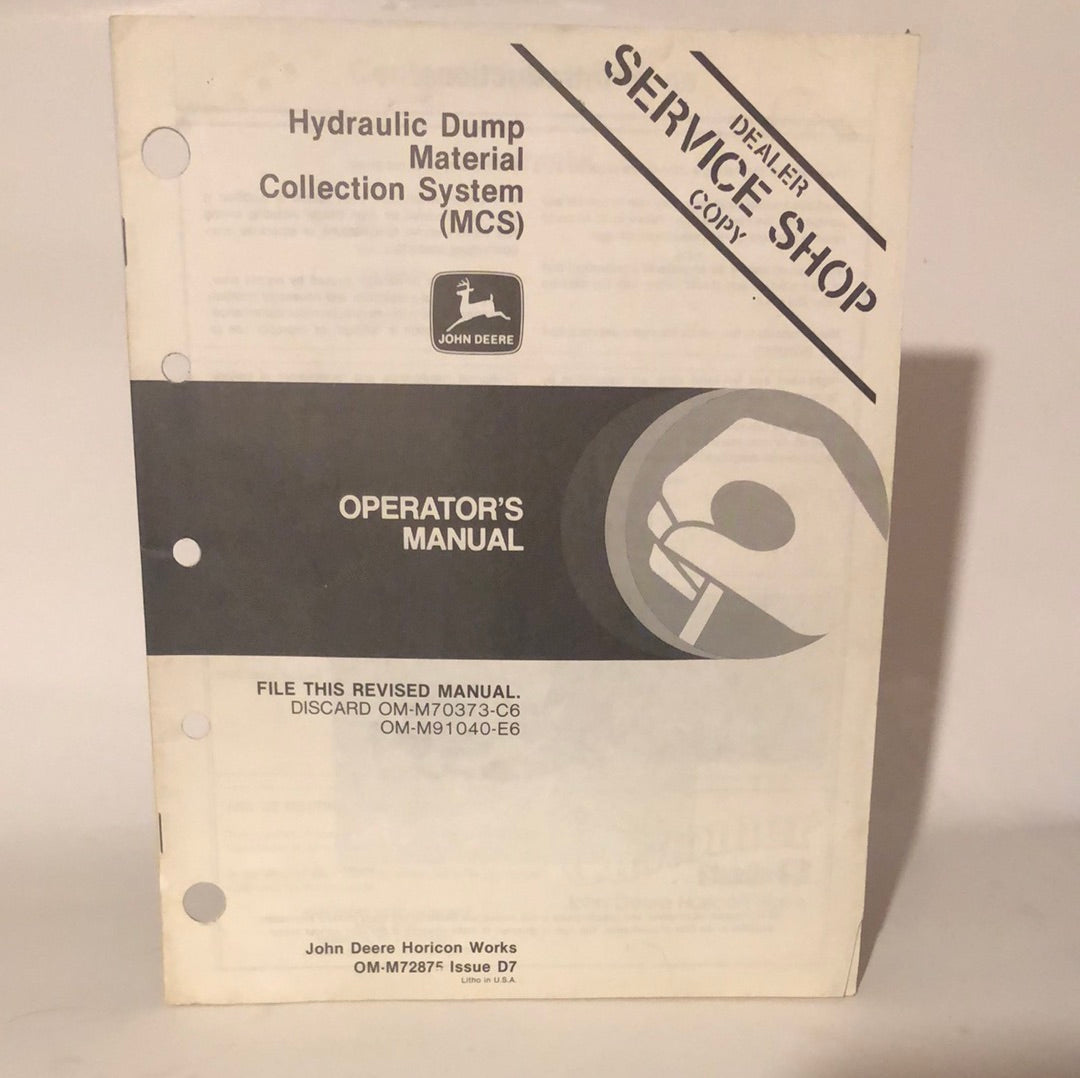 Hydraulic Dump
Material
Collection System
(MCS)
DEALER
SERVICE SHOP
COPY
JOHN DEERE
OPERATOR'S
MANUAL
FILE THIS REVISED MANUAL.
DISCARD OM-M70373-C6
OM-M91040-E6
John Deere Horicon Works
OM-M72875 Issue D7
Litho in U.S.A.